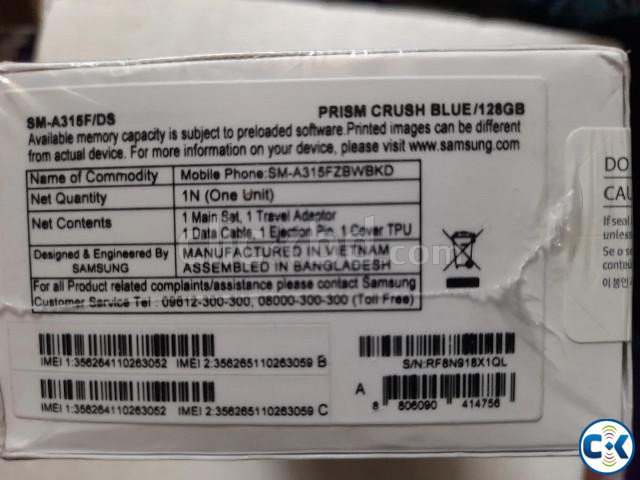 SM-A315F/DS
PRISM CRUSH BLUE/128GB
Available memory capacity is subject to preloaded software.Printed images can be different
from actual device. For more information on your device, please visit www.samsung.com
Name of Commodity Mobile Phone:SM-A315FZBWBKD
Net Quantity 1N (One Unit)
Net Contents 1 Main Set, 1 Travel Adaptor
1 Data Cable, 1 Ejection Pin, 1 Cover TPU
Designed & Engineered By
SAMSUNG
MANUFACTURED IN VIETNAM
ASSEMBLED IN BANGLADESH
For all Product related complaints/assistance please contact Samsung
Customer Service Tel : 09612-300-300, 08000-300-300 (Toll Free)
IMEI 1:356264110263052 IMEI 2:356265110263059 B
S/N:RF8N918X1QL
IMEI 1:356264110263052 IMEI 2:356265110263059 C
A
8 806090 414756
DO
CAU
If seal
unless
Se o s
conteú
이 봉인
CK